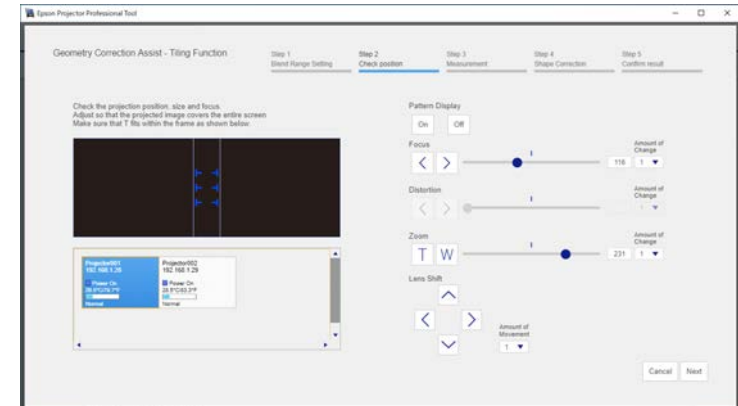 Epson Projector Professional Tool
Geometry Correction Assist - Tiling Function
Step 1
Blend Range Setting
Step 2
Check position
Step 3
Measurement
Step 4
Shape Correction
Step 5
Confirm result
Check the projection position, size and focus.
Adjust so that the projected image covers the entire screen
Make sure that T fits within the frame as shown below.
Projector001
192.168.1.28
Power On
Normal
Projector002
192.168.1.29
Power On
28.5°C/83.3°F
Normal
Pattern Display
On
Off
Focus
Amount of
Change
116
1
Distortion
Amount of
Change
1
Zoom
Amount of
Change
T
W
231
1
Lens Shift
Amount of
Movement
1
Cancel
Next